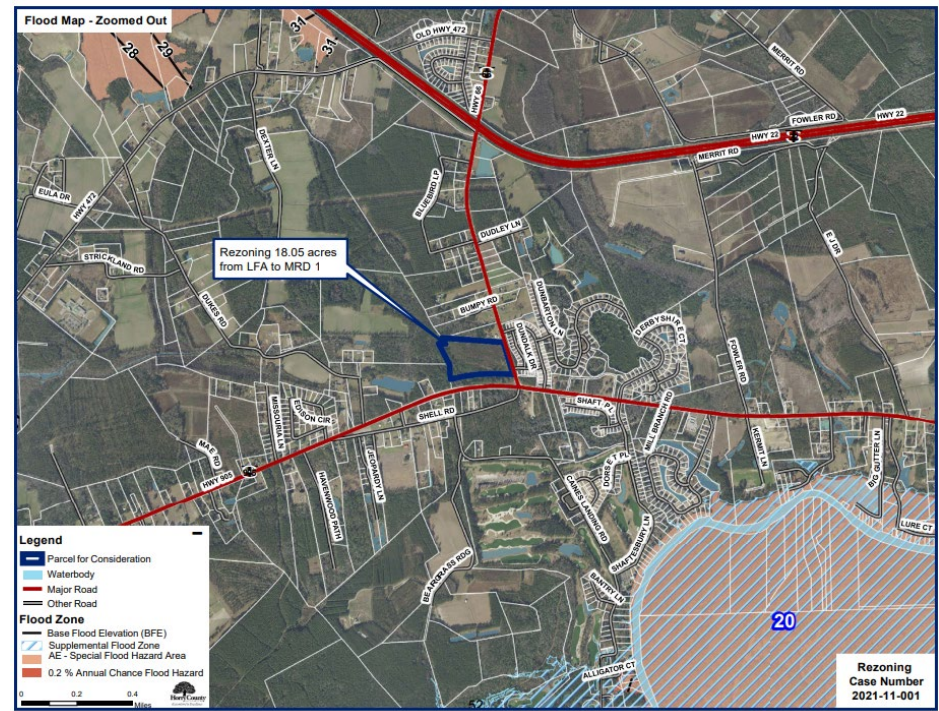 Flood Map - Zoomed Out
31
31
29
28
OLD HWY 472
HWY 66
MERRIT RD
FOWLER RD
HWY 22
HWY 22
MERRIT RD
DEXTER LN
EULA DR
HWY 472
BLUEBIRD LP
DUDLEY LN
E J DR
Rezoning 18.05 acres
from LFA to MRD 1
STRICKLAND RD
DUKES RD
BUMPY RD
DUNBARTON LN
DUNDALK DR
DERBYSHIRE CT
FOWLER RD
MISSOURIA LN
EDISON CIR
SHELL RD
SHAFT PL
MILL BRANCH RD
MAE RD
HWY 905
HAVENWOOD PATH
JEOPARDY LN
DORSET PL
CAINES LANDING RD
KERMIT LN
BIG GUTTER LN
LURE CT
SHAFTESBURY LN
BEARGRASS RDG
BANTRY LN
ALLIGATOR CT
20
Legend
Parcel for Consideration
Waterbody
Major Road
Other Road
Flood Zone
Base Flood Elevation (BFE)
Supplemental Flood Zone
AE - Special Flood Hazard Area
0.2 % Annual Chance Flood Hazard
Horry County
0 0.2 0.4
Miles
Rezoning
Case Number
2021-11-001